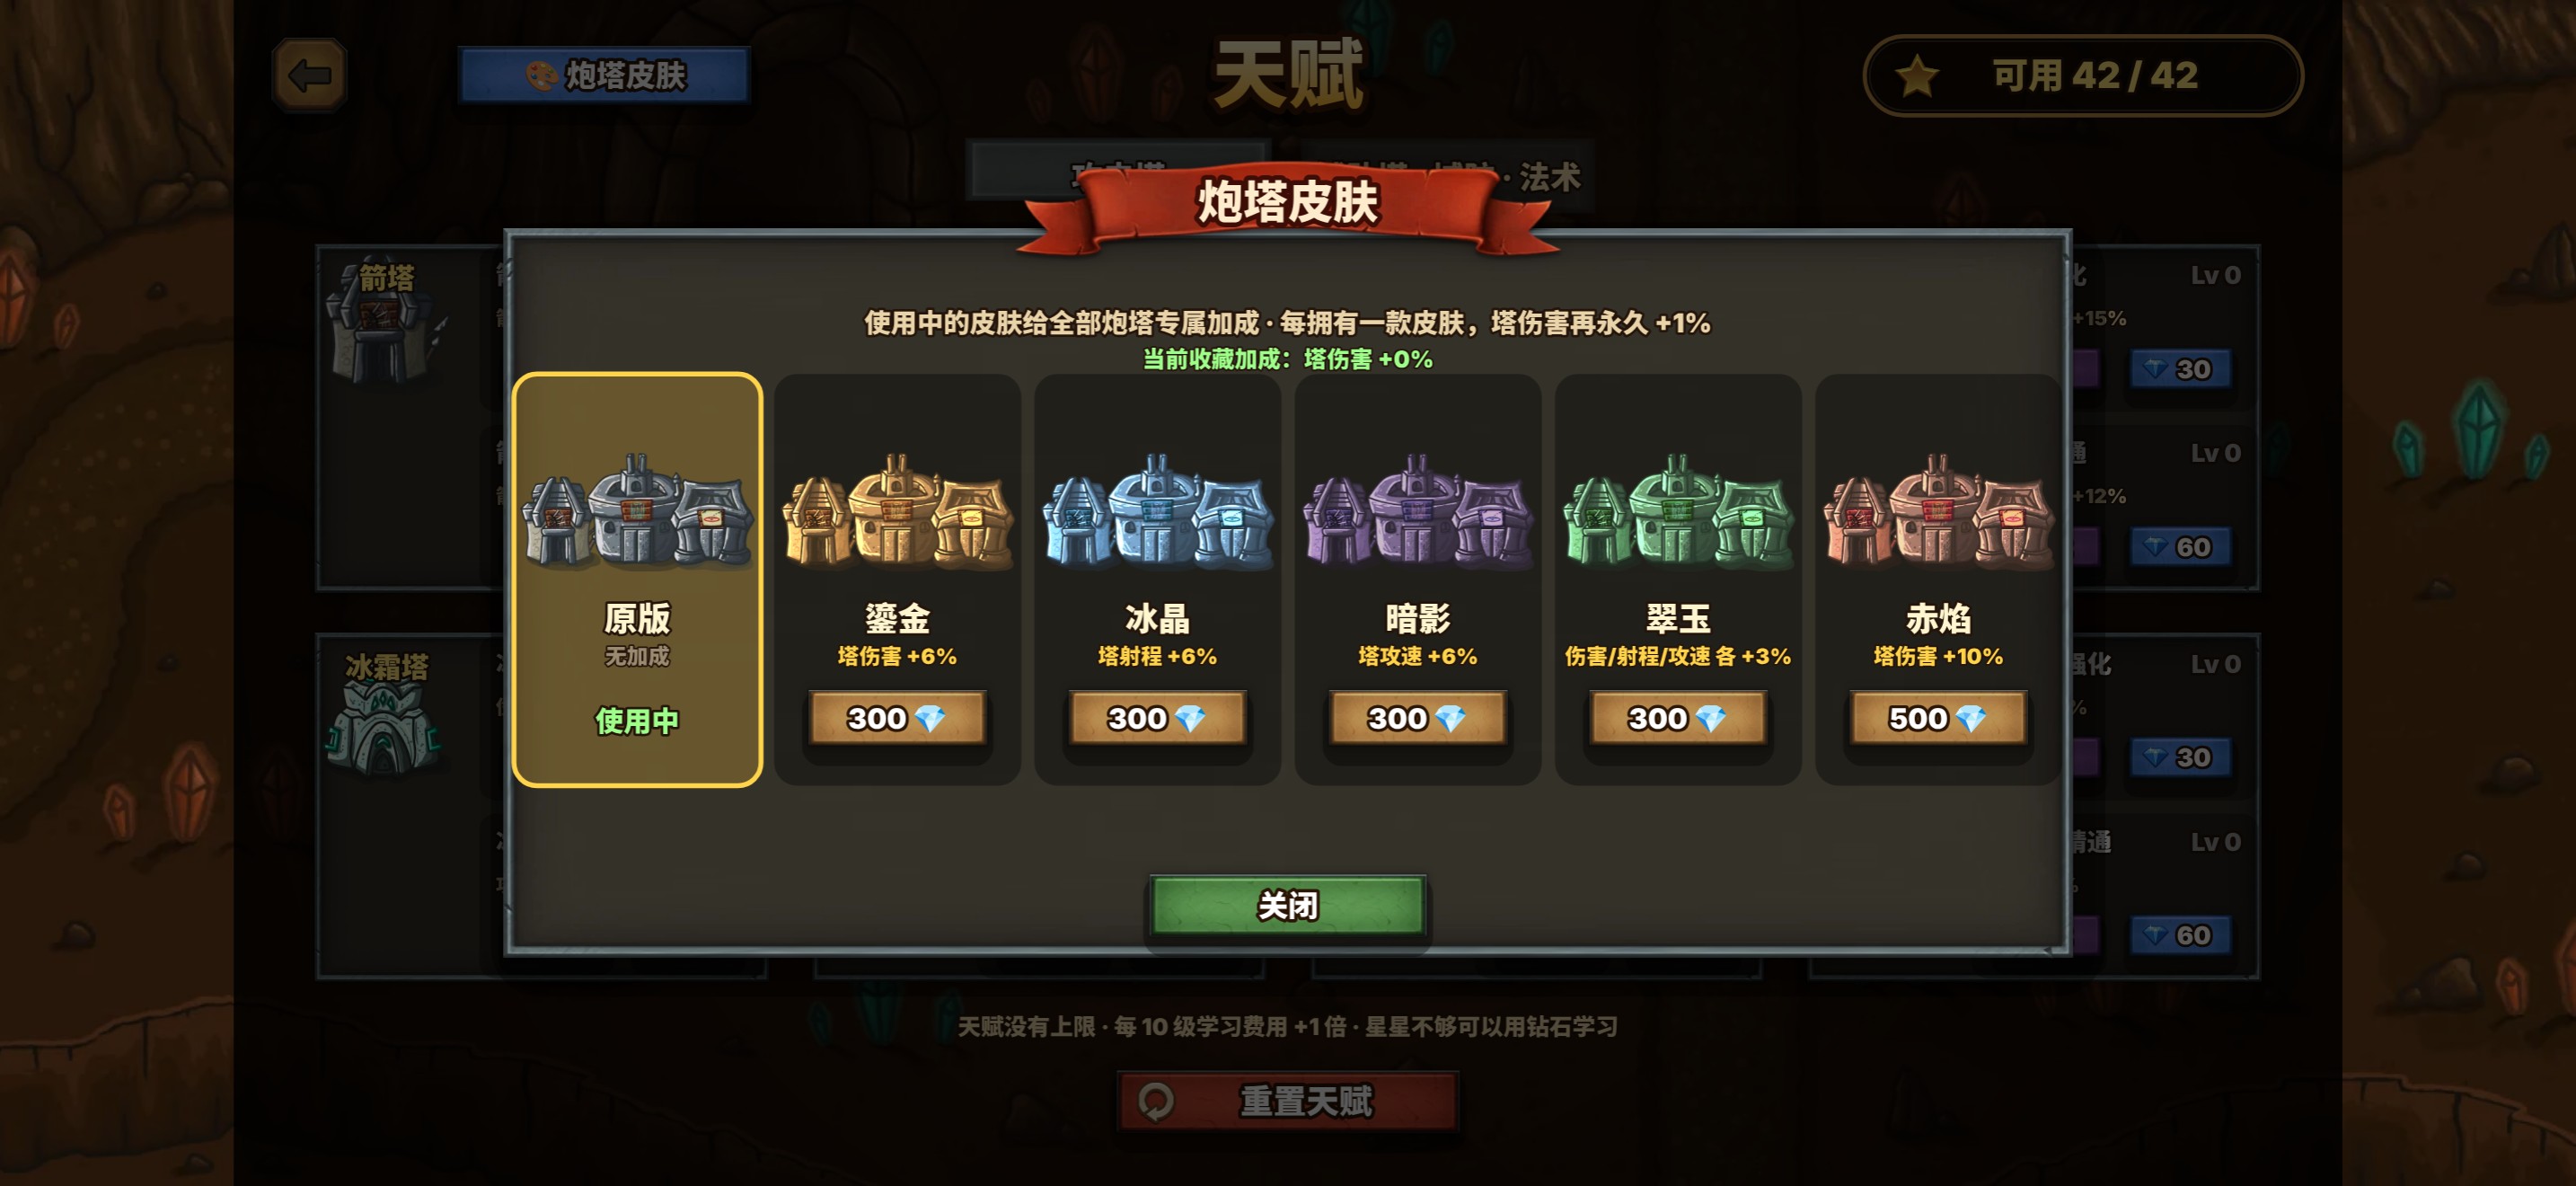 炮塔皮肤
天赋
可用 42 / 42
· 法术
炮塔皮肤
使用中的皮肤给全部炮塔专属加成 · 每拥有一款皮肤，塔伤害再永久 +1%
当前收藏加成：塔伤害 +0%
原版
无加成
使用中
鎏金
塔伤害 +6%
300
冰晶
塔射程 +6%
300
暗影
塔攻速 +6%
300
翠玉
伤害/射程/攻速 各 +3%
300
赤焰
塔伤害 +10%
500
关闭
箭塔
冰霜塔
化
Lv 0
+15%
30
通
Lv 0
+12%
60
强化
Lv 0
%
30
精通
Lv 0
60
天赋没有上限 · 每 10 级学习费用 +1 倍 · 星星不够可以用钻石学习
重置天赋